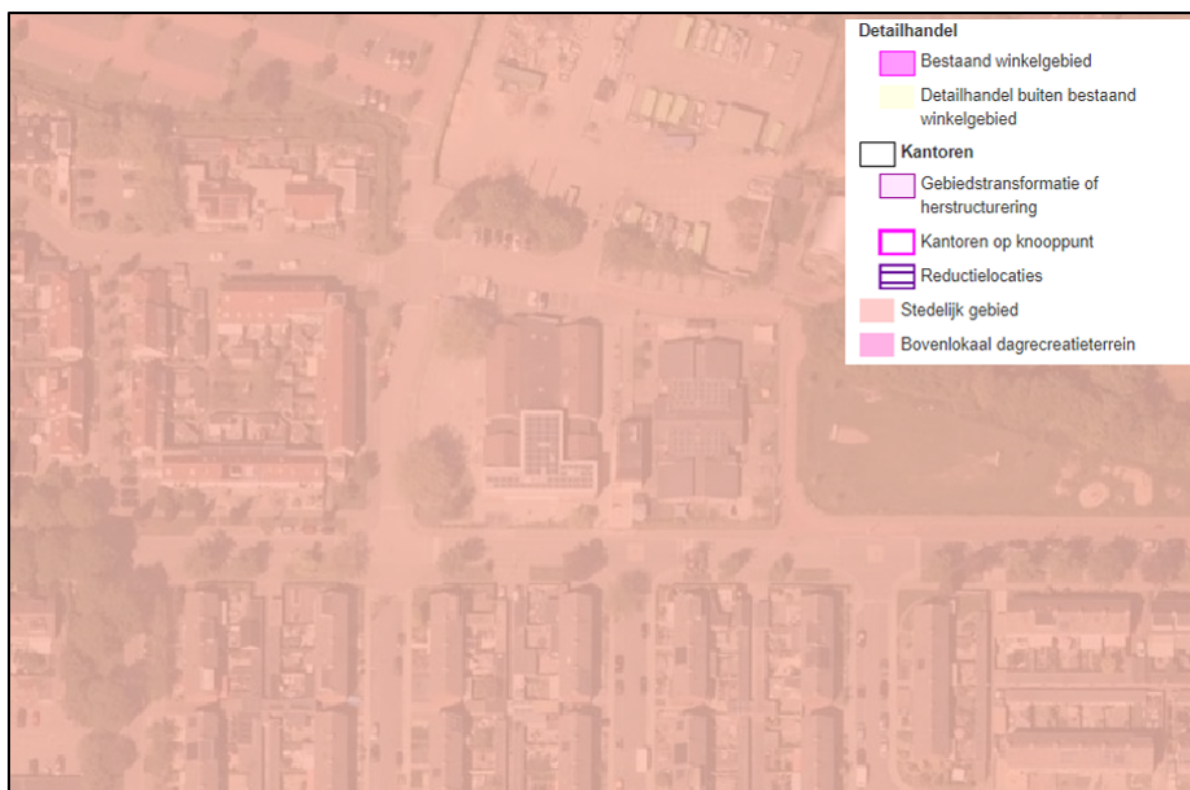 Detailhandel
Bestaand winkelgebied
Detailhandel buiten bestaand
winkelgebied
Kantoren
Gebiedstransformatie of
herstructurering
Kantoren op knooppunt
Reductielocaties
Stedelijk gebied
Bovenlokaal dagrecreatieterrein